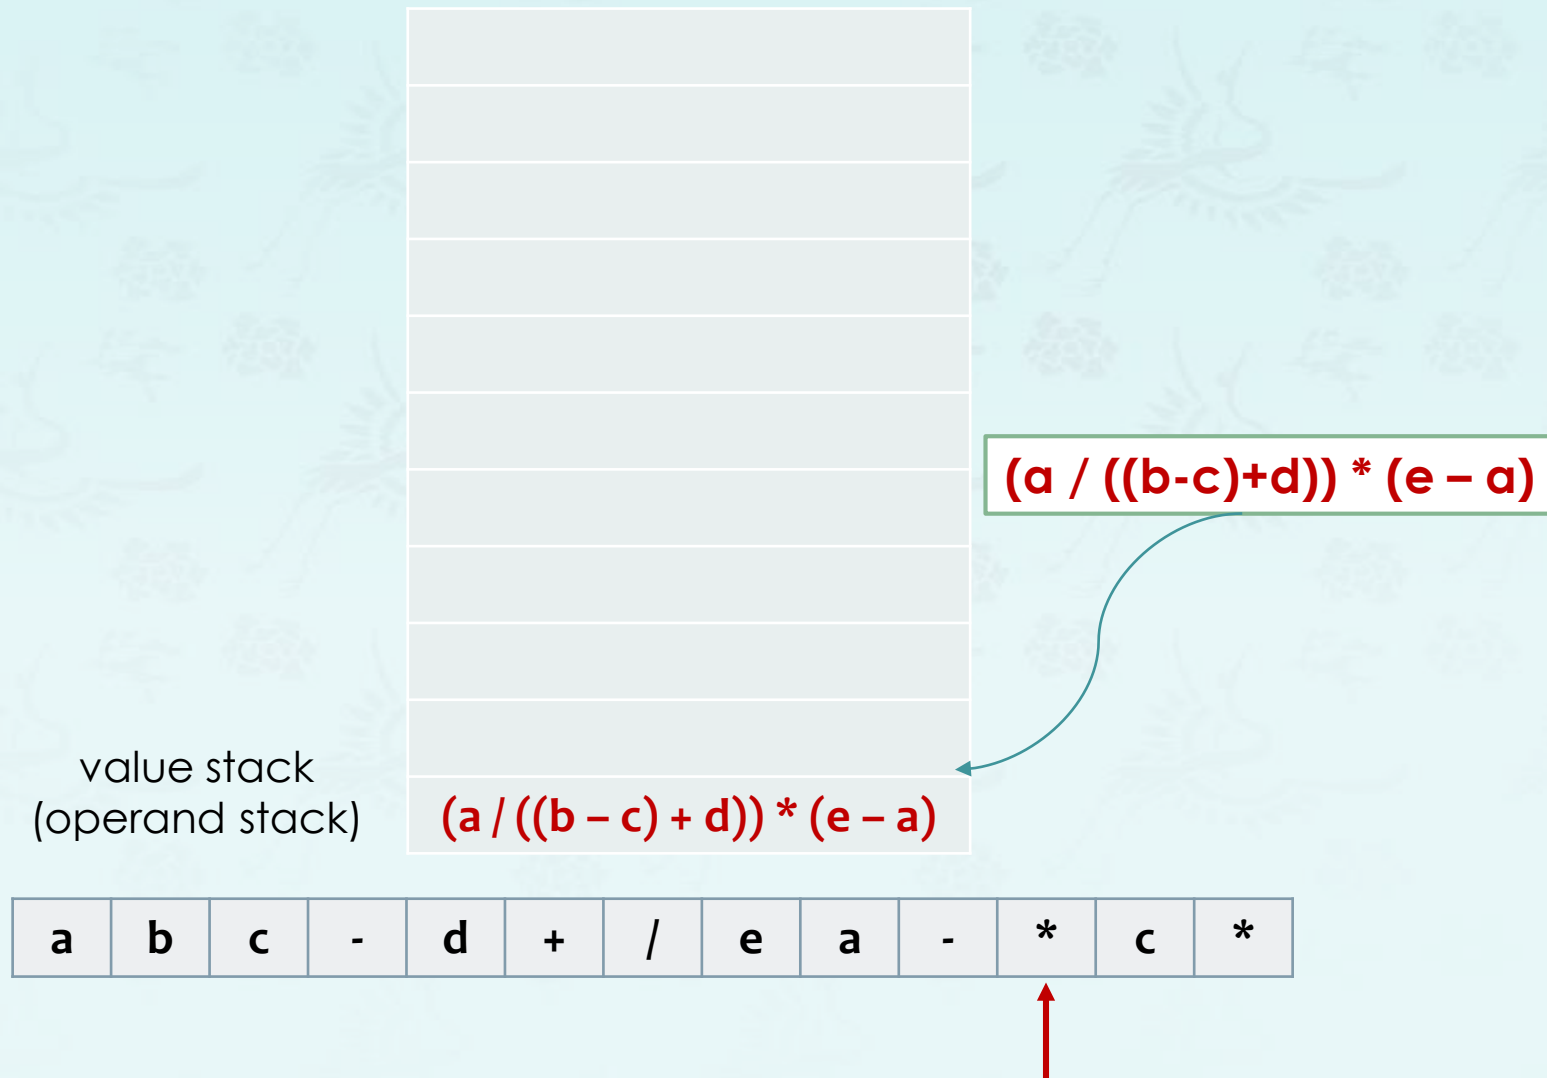 (a / ((b-c)+d)) * (e – a)
value stack
(operand stack)
(a / ((b – c) + d)) * (e – a)
a b c - d + / e a - * c *